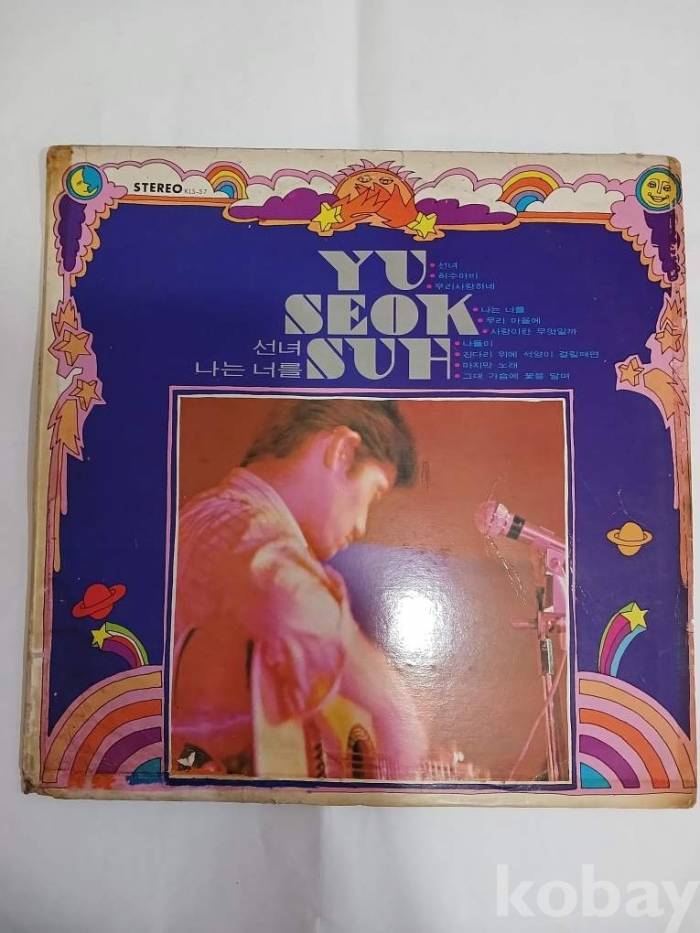 STEREO KLS-57
YU
SEOK
SUH
선녀
나는 너를
• 선녀
• 허수아비
• 우리사랑하네
• 나는 너를
• 우리 마을에
• 사랑이란 무엇일까
• 나들이
• 징다리 위에 석양이 걸릴때면
• 마지막 노래
• 그대 가슴에 꽃을 달며
kobay